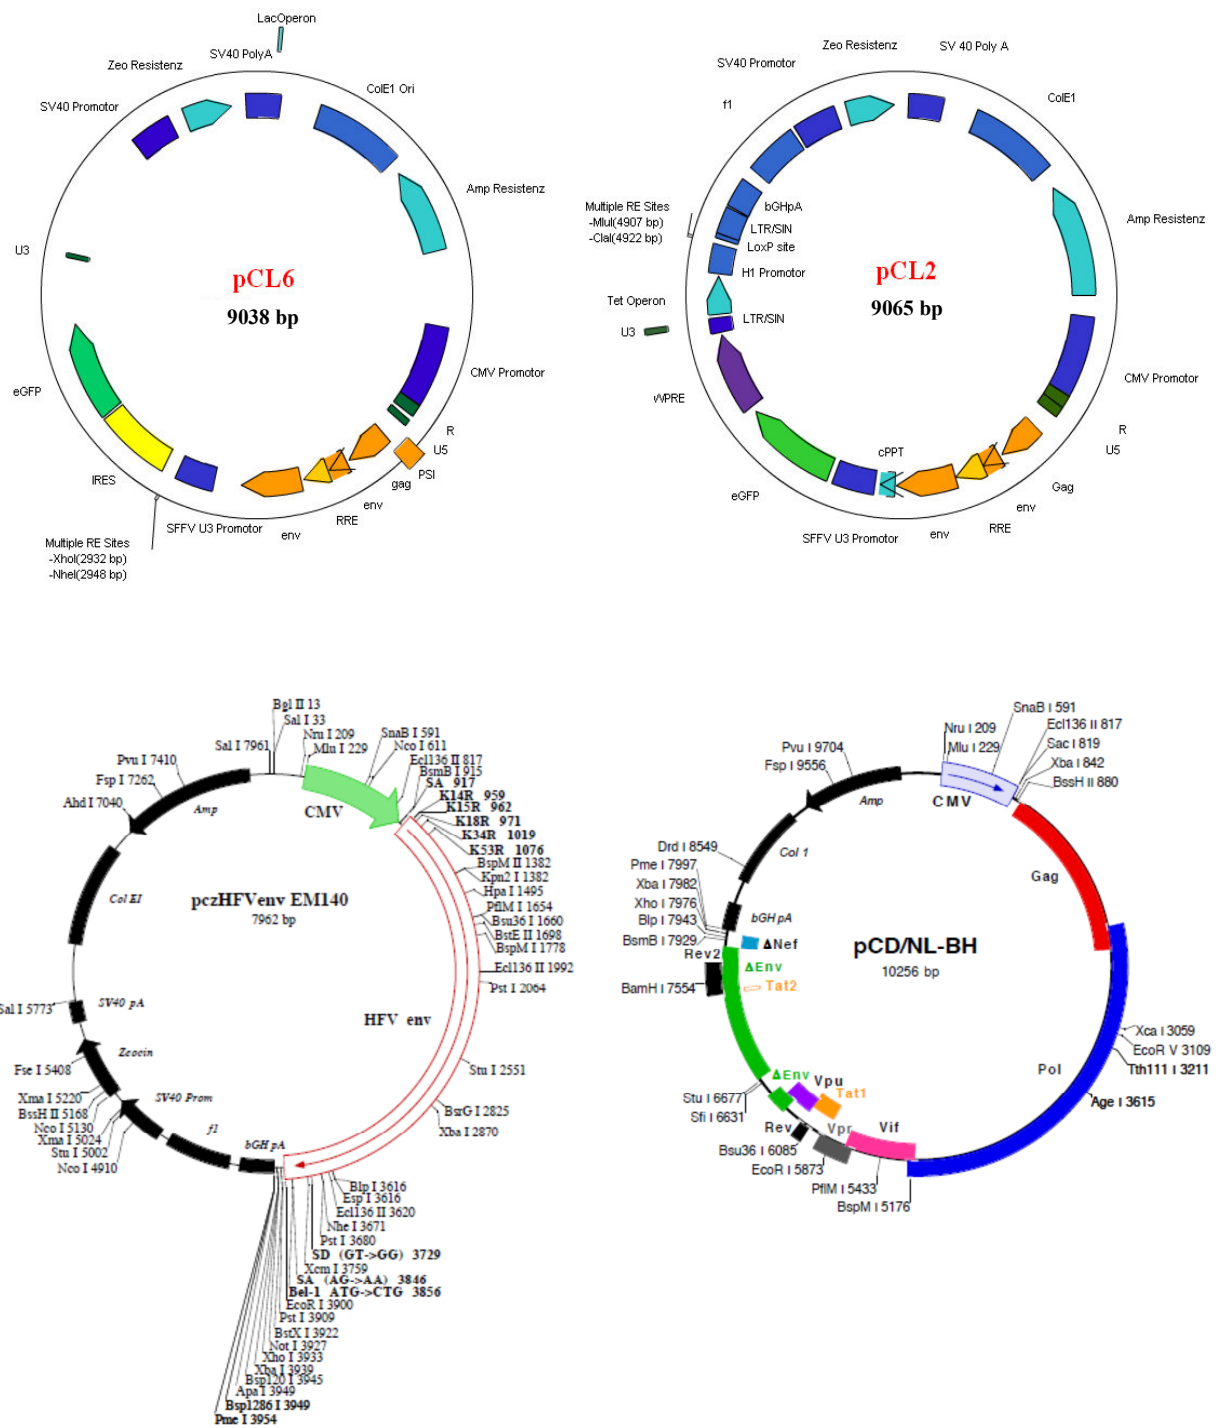 LacOperon
SV40 PolyA
Zeo Resistenz
ColE1 Ori
SV40 Promotor
Amp Resistenz
U3
pCL6
9038 bp
eGFP
CMV Promotor
R
U5
PSI
gag
env
RRE
env
SFFV U3 Promotor
IRES
Multiple RE Sites
-XhoI(2932 bp)
-NheI(2948 bp)
Zeo Resistenz
SV 40 Poly A
SV40 Promotor
ColE1
f1
Amp Resistenz
Multiple RE Sites
-MluI(4907 bp)
-ClaI(4922 bp)
bGHpA
LTR/SIN
LoxP site
H1 Promotor
pCL2
9065 bp
Tet Operon
LTR/SIN
U3
WPRE
CMV Promotor
R
U5
cPPT
eGFP
Gag
RRE
env
SFFV U3 Promotor
Bgl II 13
Sal I 33
Nru I 209
Mlu I 229
SnaB I 591
Nco I 611
Ecl136 II 817
BsmB I 915
SA 917
K14R 959
K15R 962
K18R 971
K34R 1019
K53R 1076
BspM II 1382
Kpn2 I 1382
Hpa I 1495
PflM I 1654
Bsu36 I 1660
BstE II 1698
BspM I 1778
Ecl136 II 1992
Pst I 2064
Stu I 2551
BsrG I 2825
Xba I 2870
Blp I 3616
Esp I 3616
Ecl136 II 3620
Nhe I 3671
Pst I 3680
SD (GT->GG) 3729
Xcm I 3759
SA (AG->AA) 3846
Bel-1 ATG->CTG 3856
EcoR I 3900
Pst I 3909
BstX I 3922
Not I 3927
Xho I 3933
Xba I 3939
Bsp120 I 3945
Apa I 3949
Bsp1286 I 3949
Pme I 3954
Nco I 4910
Stu I 5002
Xma I 5024
Nco I 5130
BssH II 5168
Xma I 5220
Fse I 5408
Sal I 5773
Ahd I 7040
Fsp I 7262
Pvu I 7410
Sal I 7961
CMV
Amp
Col EI
SV40 pA
Zeocin
SV40 Prom
f1
bGH pA
HFV env
pczHFVenv EM140
7962 bp
Nru I 209
Mlu I 229
SnaB I 591
Ecl136 II 817
Sac I 819
Xba I 842
BssH II 880
Xca I 3059
EcoR V 3109
Tth111 I 3211
Age I 3615
BspM I 5176
PflM I 5433
EcoR I 5873
Bsu36 I 6085
Sfi I 6631
Stu I 6677
BamH I 7554
BsmB I 7929
Blp I 7943
Xho I 7976
Xba I 7982
Pme I 7997
Drd I 8549
Fsp I 9556
Pvu I 9704
CMV
Amp
Col 1
bGH pA
Gag
Pol
pCD/NL-BH
10256 bp
ΔNef
Rev2
ΔEnv
Tat2
ΔEnv
Vpu
Tat1
Rev
Vpr
Vif